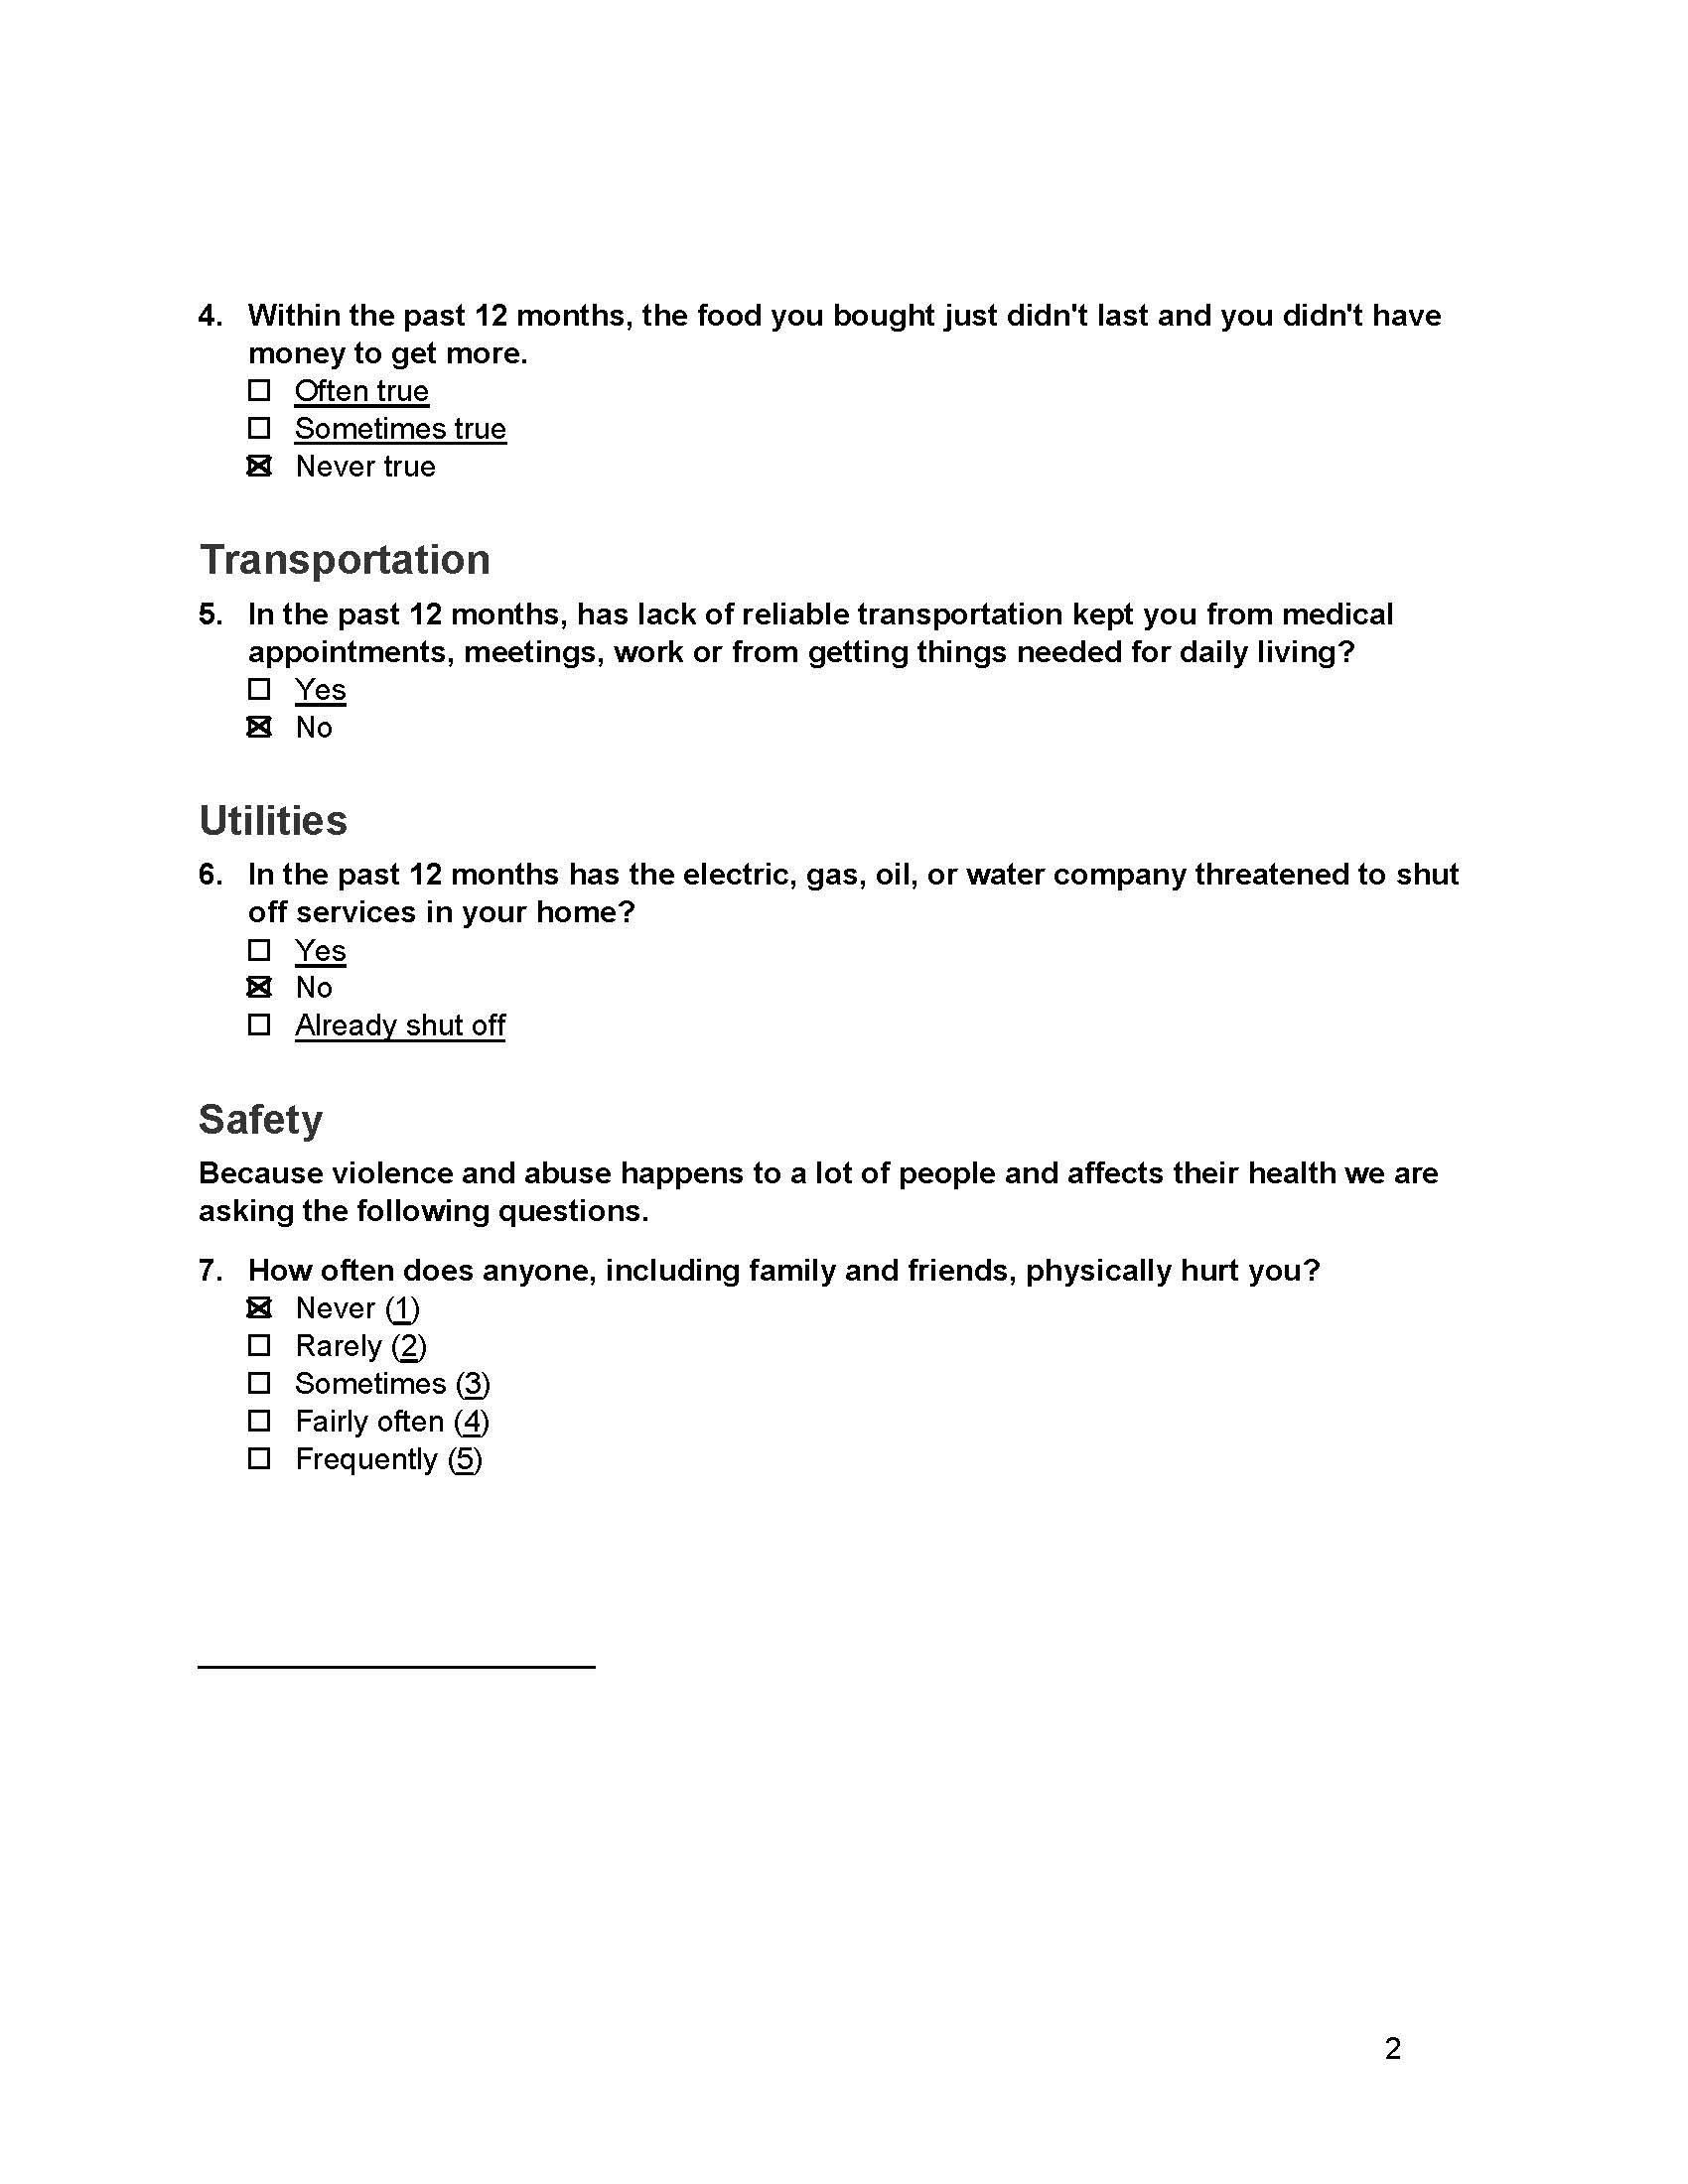 4. Within the past 12 months, the food you bought just didn't last and you didn't have
money to get more.
☐ Often true
☐ Sometimes true
☒ Never true
Transportation
5. In the past 12 months, has lack of reliable transportation kept you from medical
appointments, meetings, work or from getting things needed for daily living?
☐ Yes
☒ No
Utilities
6. In the past 12 months has the electric, gas, oil, or water company threatened to shut
off services in your home?
☐ Yes
☒ No
☐ Already shut off
Safety
Because violence and abuse happens to a lot of people and affects their health we are
asking the following questions.
7. How often does anyone, including family and friends, physically hurt you?
☒ Never (1)
☐ Rarely (2)
☐ Sometimes (3)
☐ Fairly often (4)
☐ Frequently (5)
2